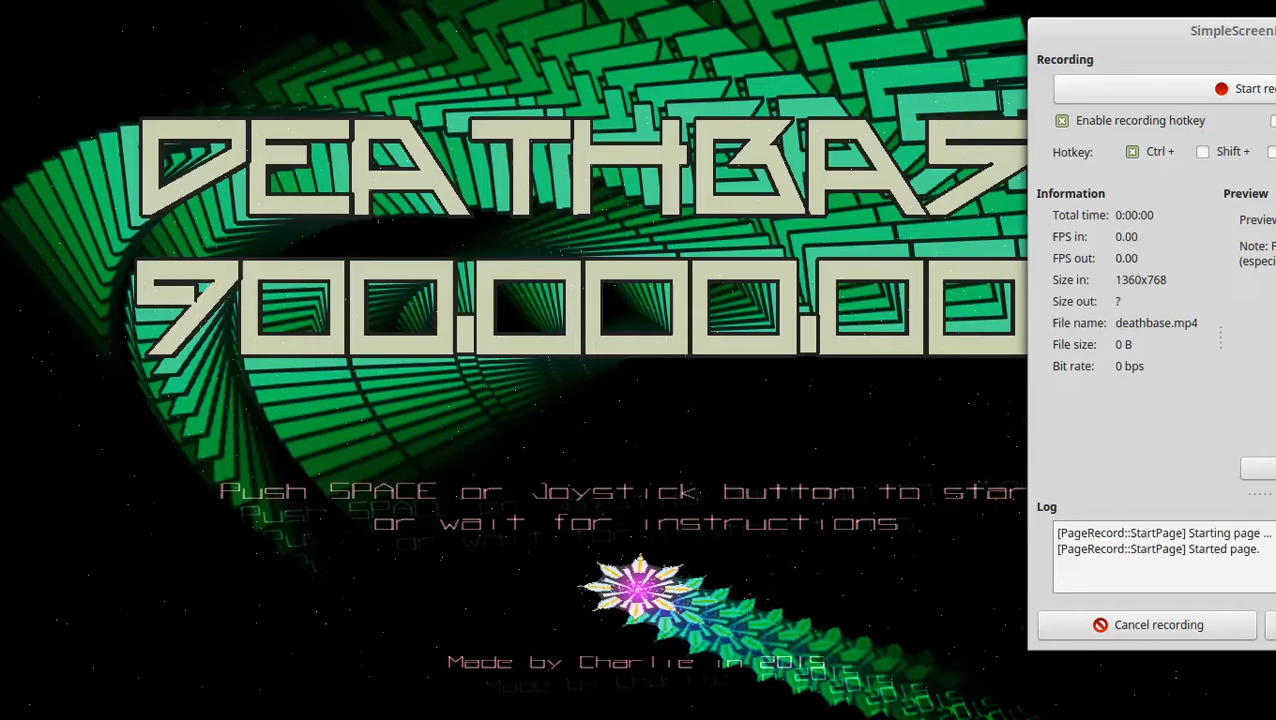 DEATHBAS
900.000.00
Push SPACE or Joystick button to star
or wait for instructions
Made by Charlie in 2015
SimpleScreen
Recording
Start re
Enable recording hotkey
Hotkey: Ctrl + Shift +
Information
Total time: 0:00:00
FPS in: 0.00
FPS out: 0.00
Size in: 1360x768
Size out: ?
File name: deathbase.mp4
File size: 0 B
Bit rate: 0 bps
Preview
Preview
Note: 
(especi
Log
[PageRecord::StartPage] Starting page ...
[PageRecord::StartPage] Started page.
Cancel recording